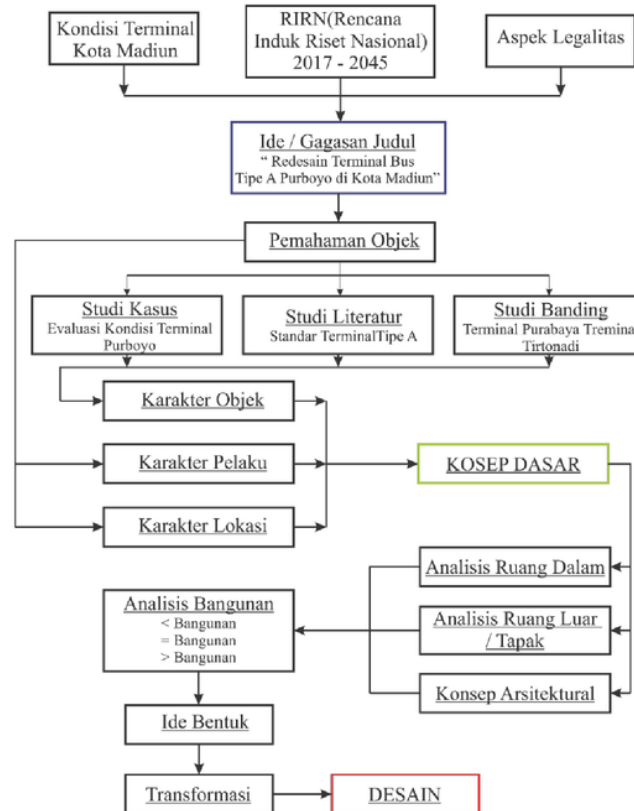 Kondisi Terminal
Kota Madiun
RIRN(Rencana
Induk Riset Nasional)
2017 - 2045
Aspek Legalitas
Ide / Gagasan Judul
“ Redesain Terminal Bus
Tipe A Purboyo di Kota Madiun”
Pemahaman Objek
Studi Kasus
Evaluasi Kondisi Terminal
Purboyo
Studi Literatur
Standar TerminalTipe A
Studi Banding
Terminal Purabaya Tremina
Tirtonadi
Karakter Objek
Karakter Pelaku
KOSEP DASAR
Karakter Lokasi
Analisis Ruang Dalam
Analisis Bangunan
< Bangunan
= Bangunan
> Bangunan
Analisis Ruang Luar
/ Tapak
Konsep Arsitektural
Ide Bentuk
Transformasi
DESAIN